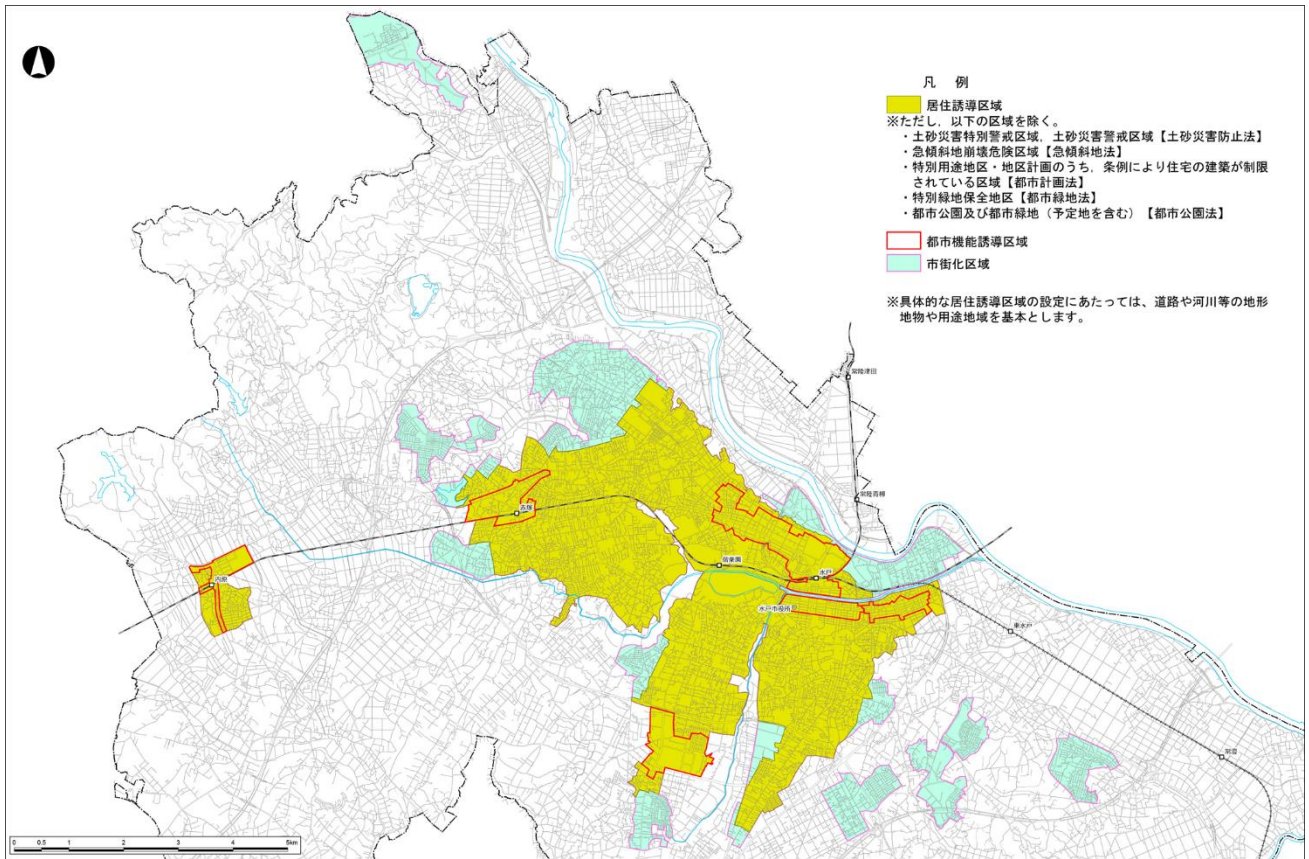 凡 例
居住誘導区域
※ただし，以下の区域を除く。
・土砂災害特別警戒区域，土砂災害警戒区域【土砂災害防止法】
・急傾斜地崩壊危険区域【急傾斜地法】
・特別用途地区・地区計画のうち，条例により住宅の建築が制限
されている区域【都市計画法】
・特別緑地保全地区【都市緑地法】
・都市公園及び都市緑地（予定地を含む）【都市公園法】
都市機能誘導区域
市街化区域
※具体的な居住誘導区域の設定にあたっては、道路や河川等の地形
地物や用途地域を基本とします。
常陸津田
常陸青柳
赤塚
偕楽園
水戸
内原
水戸市役所
東水戸
常澄
0 0.5 1 2 3 4 5km